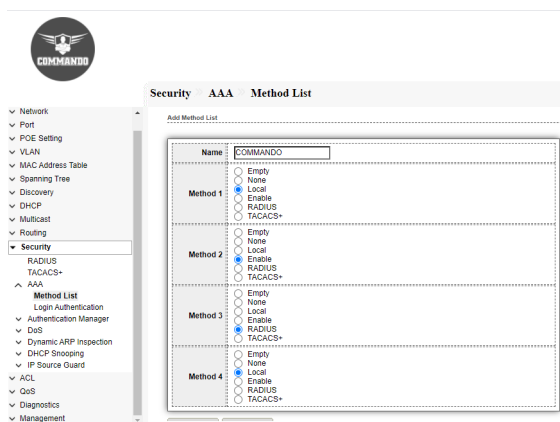 COMMANDO
Security AAA Method List
Network
Port
POE Setting
VLAN
MAC Address Table
Spanning Tree
Discovery
DHCP
Multicast
Routing
Security
RADIUS
TACACS+
AAA
Method List
Login Authentication
Authentication Manager
DoS
Dynamic ARP Inspection
DHCP Snooping
IP Source Guard
ACL
QoS
Diagnostics
Management
Add Method List
Name COMMANDO
Method 1
Empty
None
Local
Enable
RADIUS
TACACS+
Method 2
Empty
None
Local
Enable
RADIUS
TACACS+
Method 3
Empty
None
Local
Enable
RADIUS
TACACS+
Method 4
Empty
None
Local
Enable
RADIUS
TACACS+